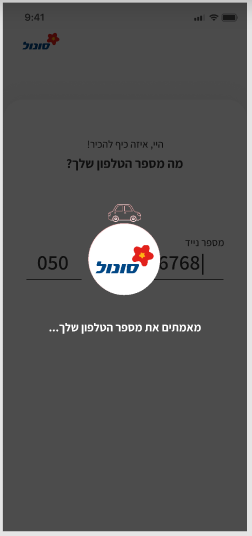 9:41
סונול
היי, איזה כיף להכיר!
מה מספר הטלפון שלך?
מספר נייד
050
6768
סונול
מאמתים את מספר הטלפון שלך...